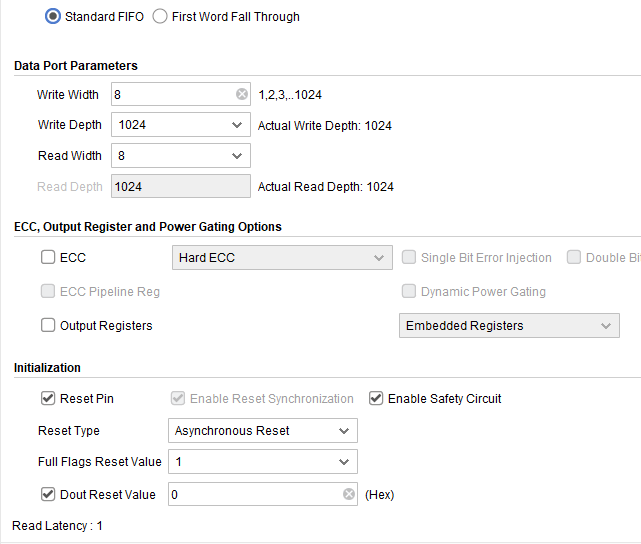 Standard FIFO First Word Fall Through
Data Port Parameters
Write Width 8 1,2,3,..1024
Write Depth 1024 Actual Write Depth: 1024
Read Width 8
Read Depth 1024 Actual Read Depth: 1024
ECC, Output Register and Power Gating Options
ECC Hard ECC Single Bit Error Injection Double Bi
ECC Pipeline Reg Dynamic Power Gating
Output Registers Embedded Registers
Initialization
Reset Pin Enable Reset Synchronization Enable Safety Circuit
Reset Type Asynchronous Reset
Full Flags Reset Value 1
Dout Reset Value 0 (Hex)
Read Latency : 1